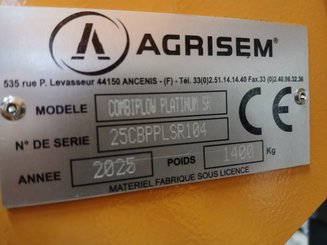 AGRISEM®
535 rue P. Levasseur 44150 ANCENIS - (F) - Tél. 33(0)2.51.14.14.40 Fax.33 (0)2.40.96.32.36
MODELE COMBIPLOW PLATINUM SR
N° DE SERIE 25CBPPLSR104
ANNEE 2025 POIDS 1400 Kg
MATERIEL FABRIQUE SOUS LICENCE
CE